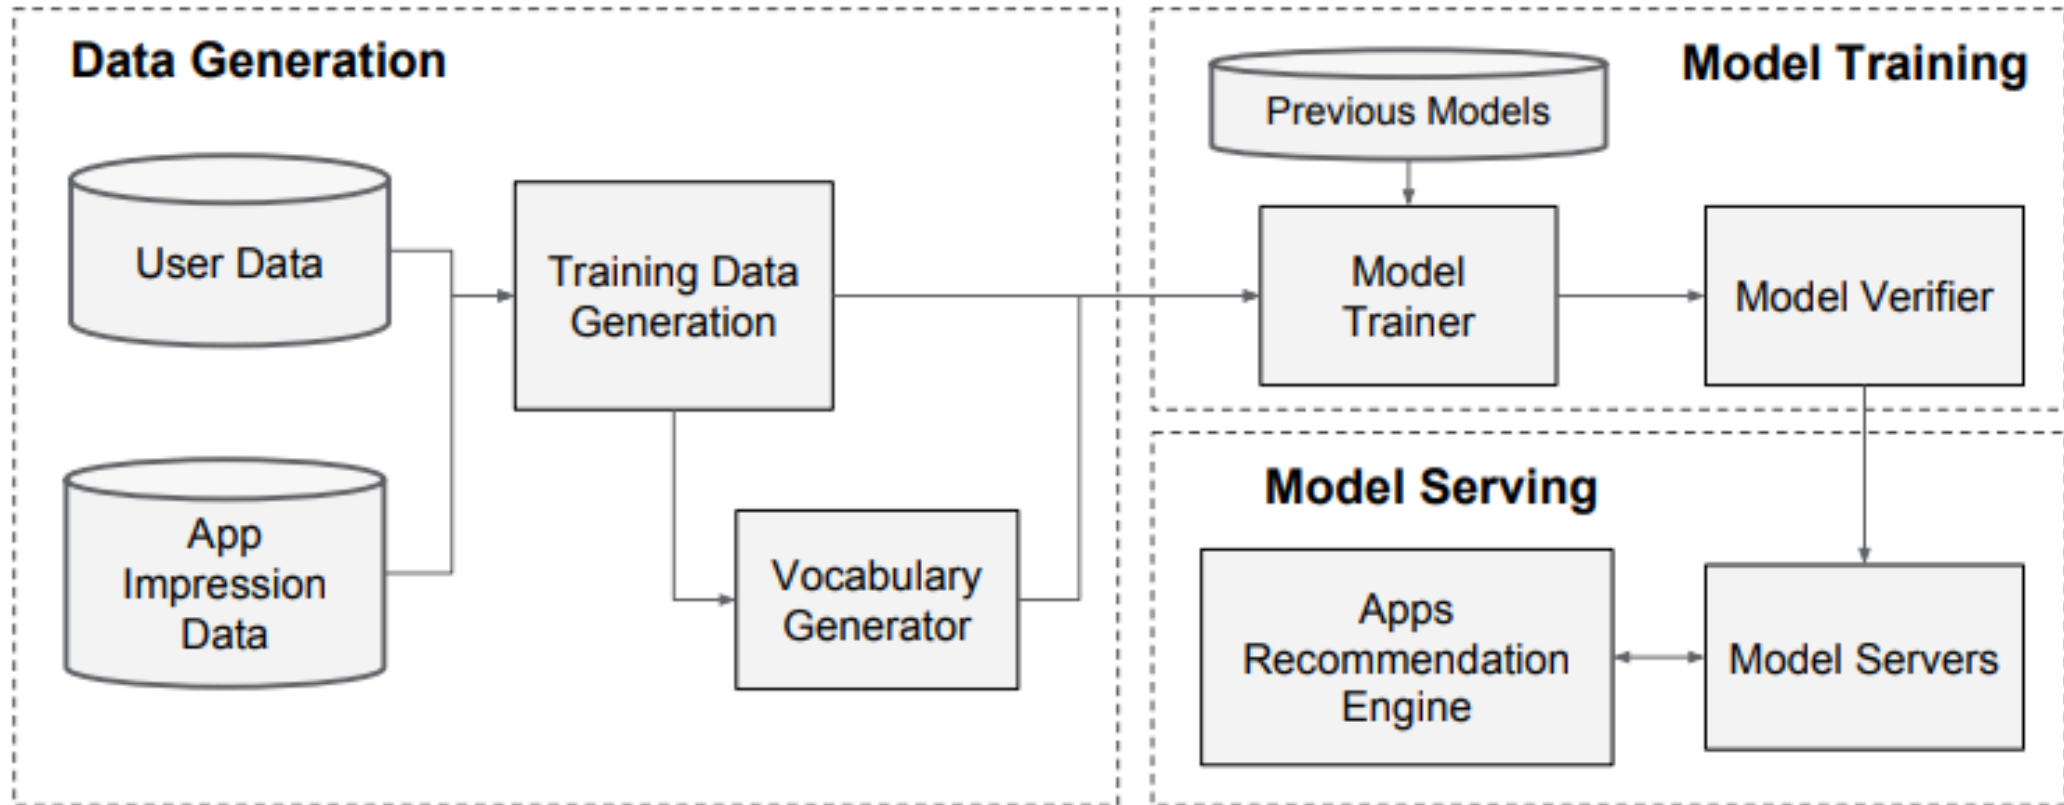 Data Generation
User Data
App
Impression
Data
Training Data
Generation
Vocabulary
Generator
Model Training
Previous Models
Model
Trainer
Model Verifier
Model Serving
Apps
Recommendation
Engine
Model Servers